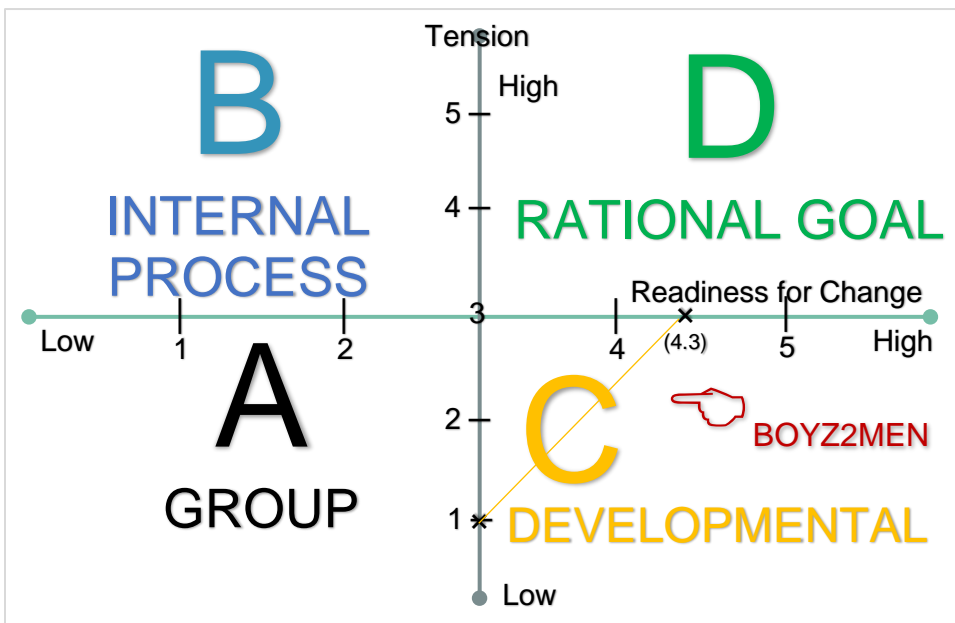 Tension
B
D
High
5
INTERNAL
PROCESS
4
RATIONAL GOAL
Readiness for Change
3
Low
1
2
4
(4.3)
5
High
A
C
2
BOYZ2MEN
GROUP
1
DEVELOPMENTAL
Low